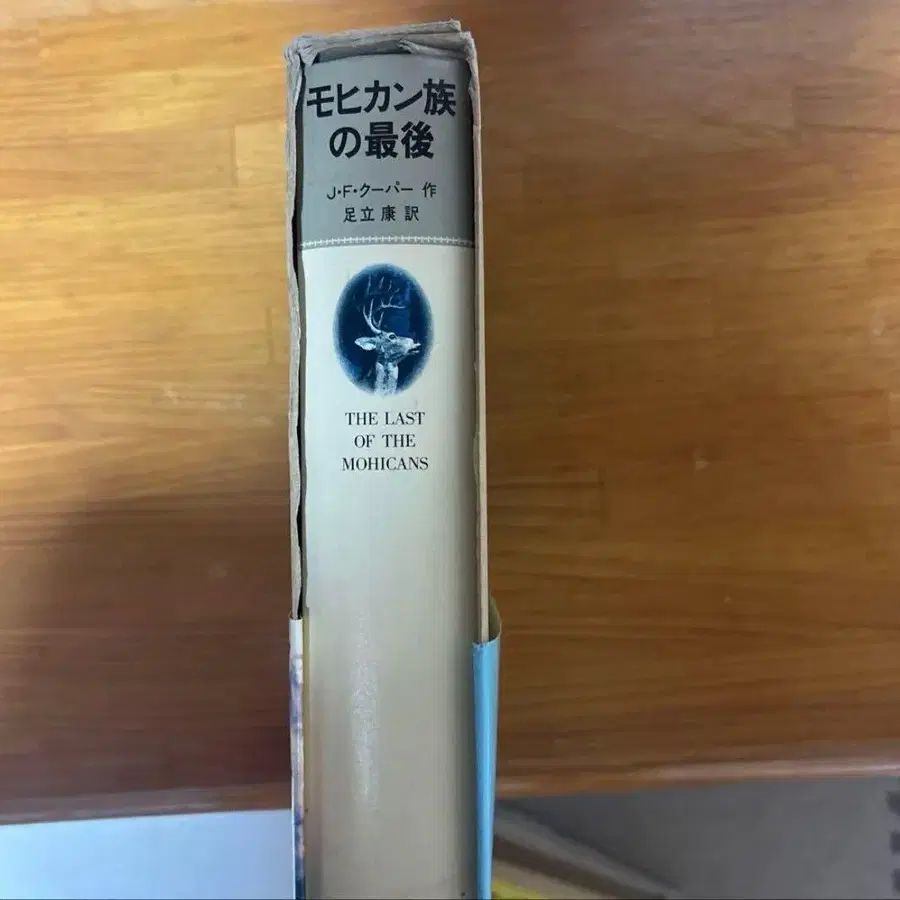 モヒカン族
の最後
J・F・クーパー 作
足立 康 訳
THE LAST
OF THE
MOHICANS